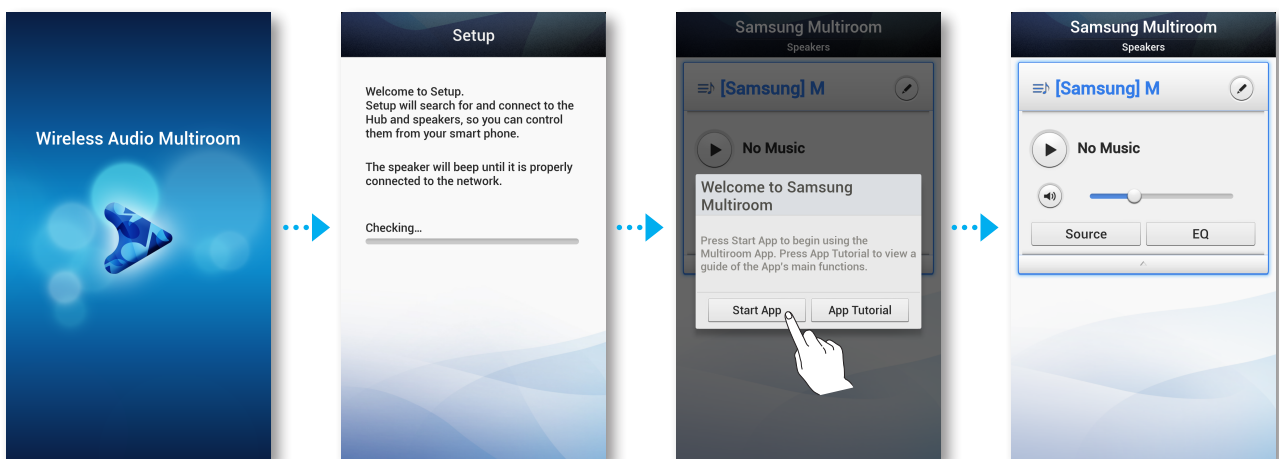 Wireless Audio Multiroom
Setup
Welcome to Setup.
Setup will search for and connect to the
Hub and speakers, so you can control
them from your smart phone.
The speaker will beep until it is properly
connected to the network.
Checking...
Samsung Multiroom
Speakers
[Samsung] M
No Music
Welcome to Samsung
Multiroom
Press Start App to begin using the
Multiroom App. Press App Tutorial to view a
guide of the App's main functions.
Start App
App Tutorial
Samsung Multiroom
Speakers
[Samsung] M
No Music
Source
EQ